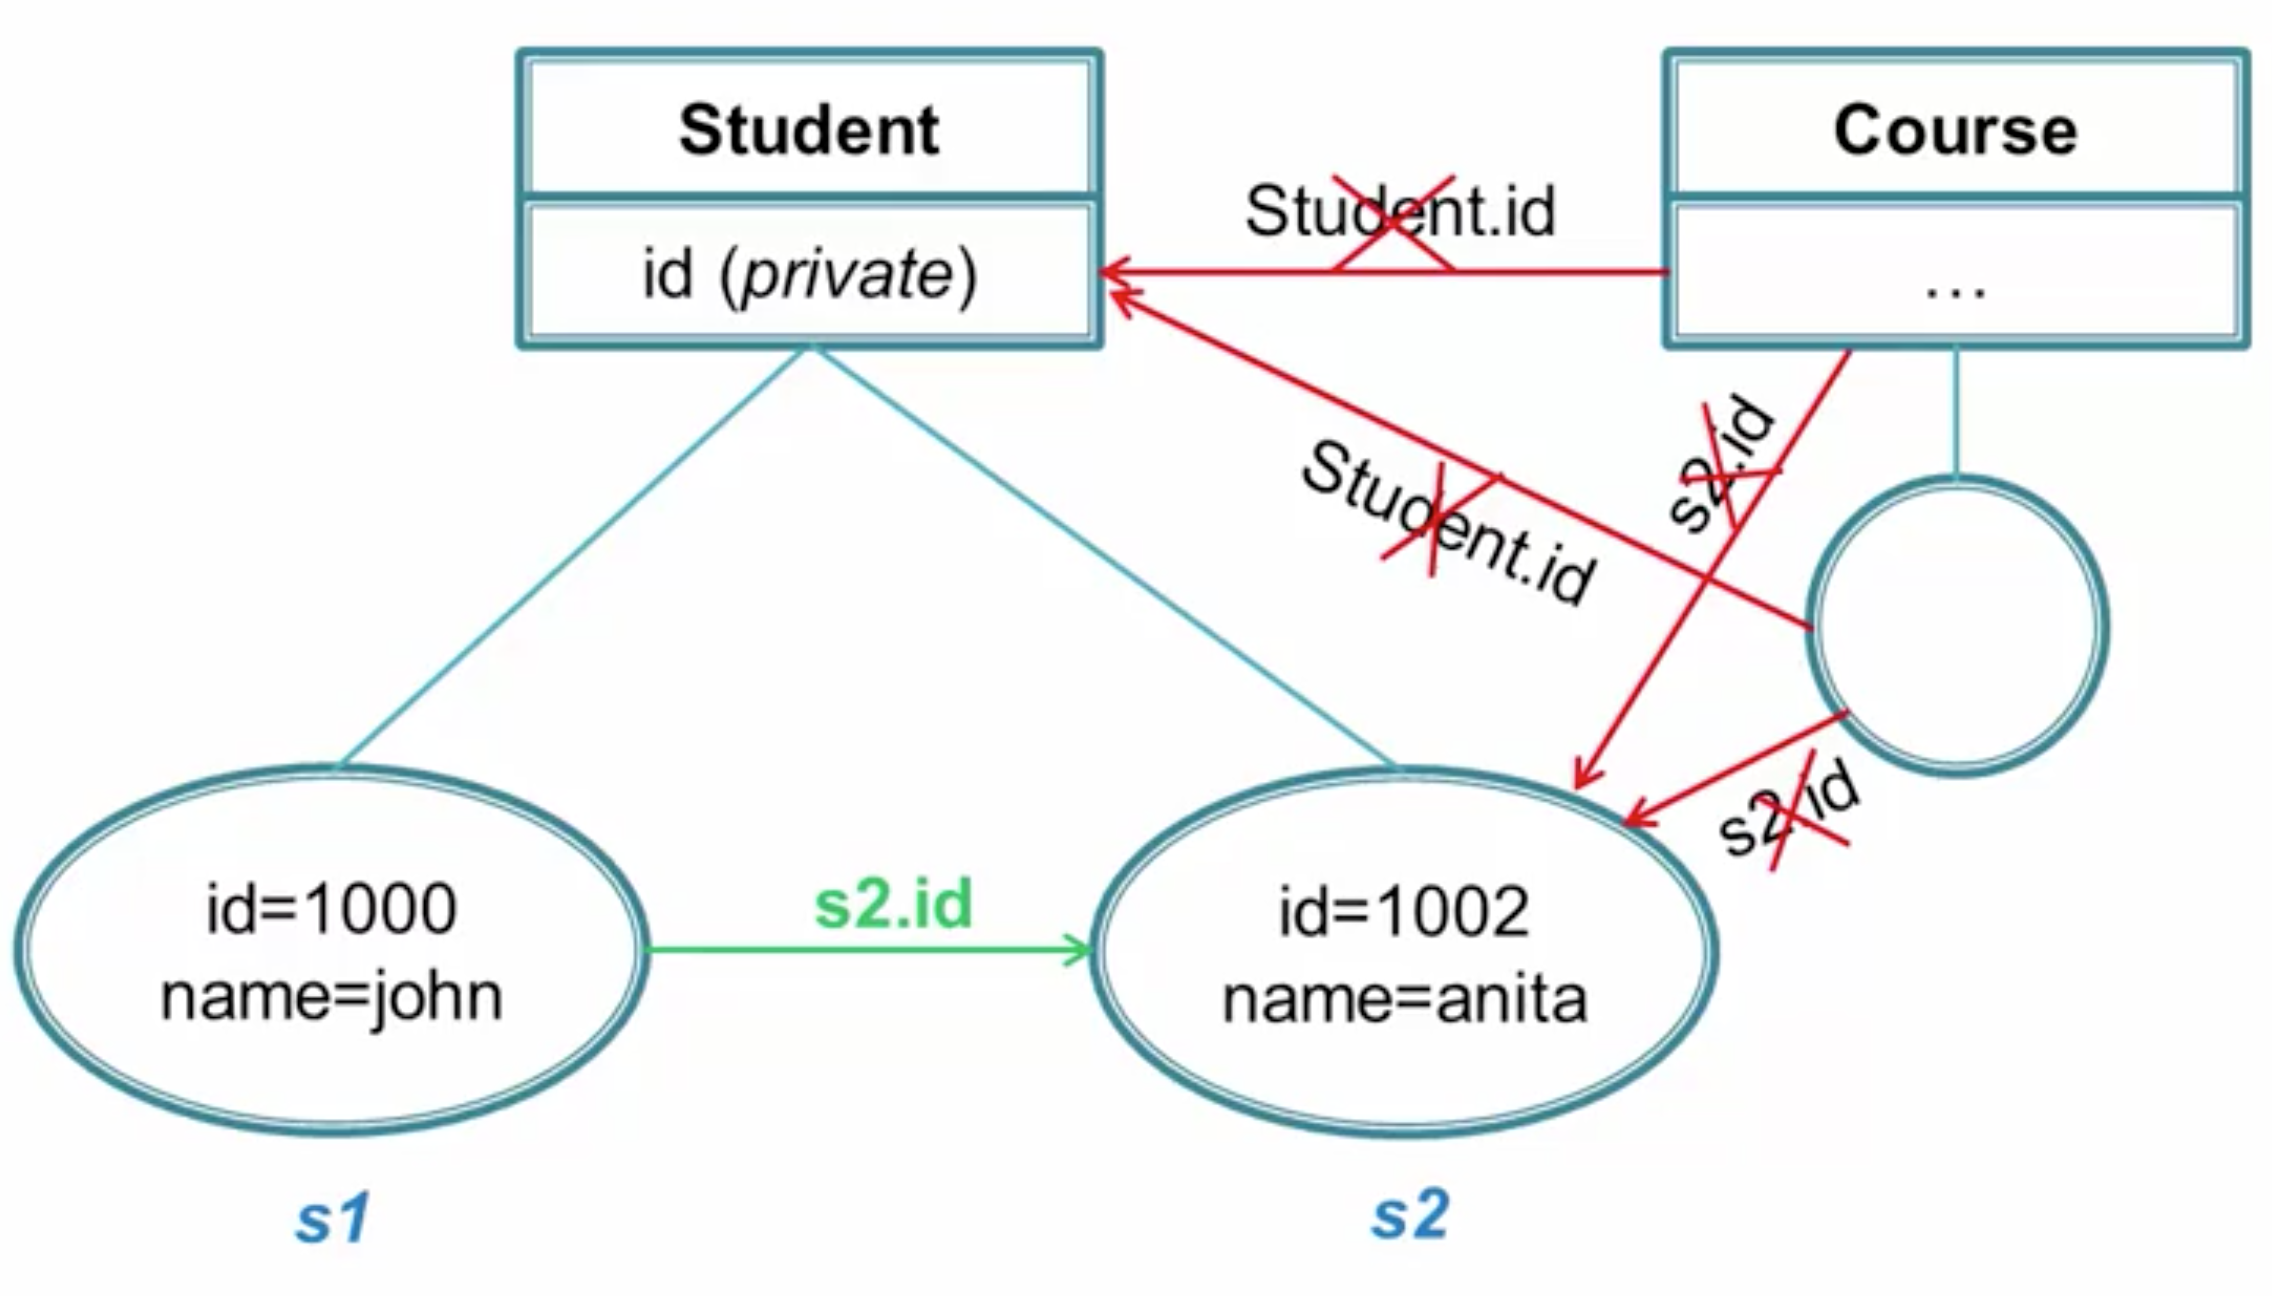 Student
Course
Student.id
id (private)
...
s2.id
Student.id
s2.id
id=1000
name=john
s2.id
id=1002
name=anita
s1
s2